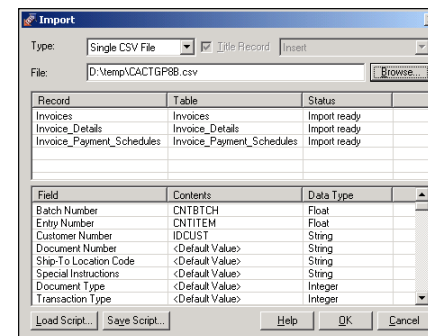 Import
Type: Single CSV File Title Record Insert
File: D:\temp\CACTGP8B.csv Browse...
Record Table Status
Invoices Invoices Import ready
Invoice_Details Invoice_Details Import ready
Invoice_Payment_Schedules Invoice_Payment_Schedules Import ready
Field Contents Data Type
Batch Number CNTBTCH Float
Entry Number CNTITEM Float
Customer Number IDCUST String
Document Number <Default Value> String
Ship-To Location Code <Default Value> String
Special Instructions <Default Value> String
Document Type <Default Value> Integer
Transaction Type <Default Value> Integer
Load Script... Save Script... Help OK Cancel